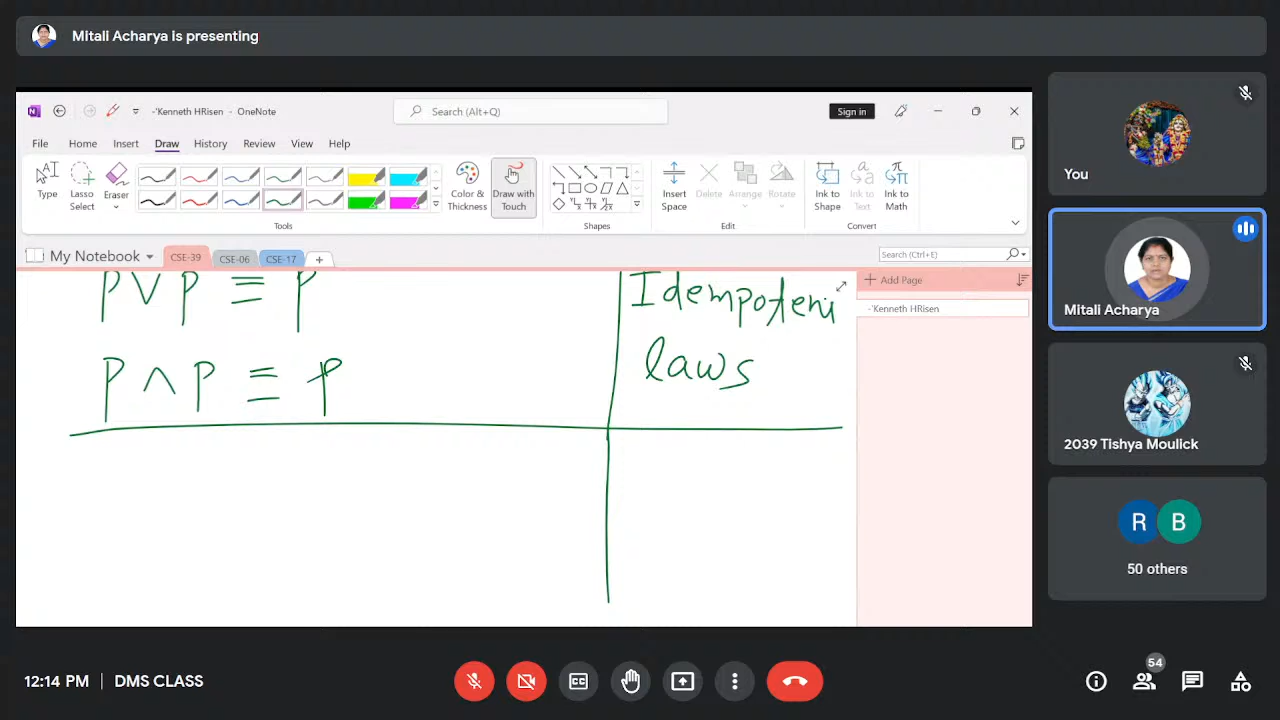 Mitali Acharya is presenting
-'Kenneth HRisen - OneNote
Search (Alt+Q)
Sign in
File Home Insert Draw History Review View Help
Type
Lasso Select
Eraser
Color & Thickness
Draw with Touch
Insert Space
Delete
Arrange
Rotate
Ink to Shape
Ink to Text
Ink to Math
Tools
Shapes
Edit
Convert
My Notebook
CSE-39
CSE-06
CSE-17
Search (Ctrl+E)
Add Page
-'Kenneth HRisen
P ∨ P ≡ P
Idempotent
P ∧ P ≡ P
laws
You
Mitali Acharya
2039 Tishya Moulick
R B
50 others
12:14 PM | DMS CLASS
54